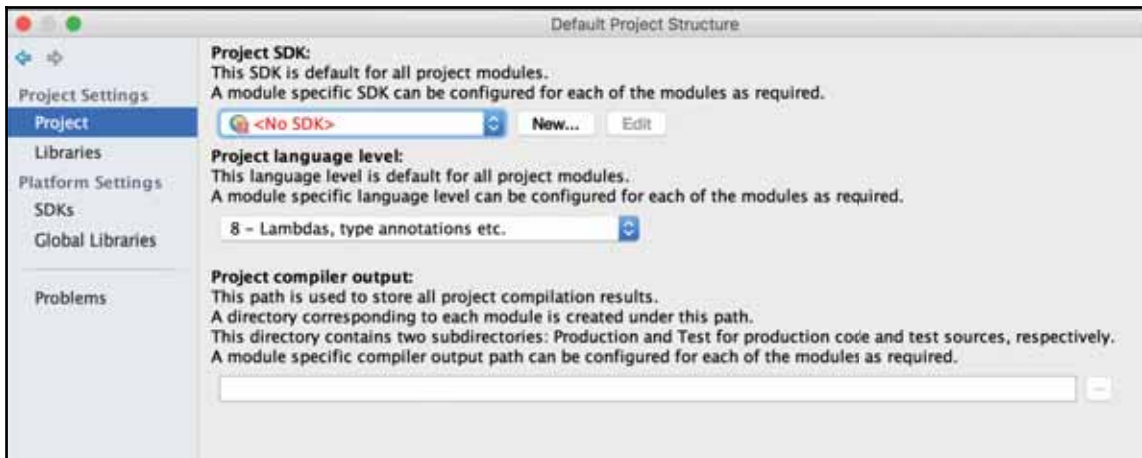 Default Project Structure
Project Settings
Project
Libraries
Platform Settings
SDKs
Global Libraries
Problems
Project SDK:
This SDK is default for all project modules.
A module specific SDK can be configured for each of the modules as required.
<No SDK>
New...
Edit
Project language level:
This language level is default for all project modules.
A module specific language level can be configured for each of the modules as required.
8 – Lambdas, type annotations etc.
Project compiler output:
This path is used to store all project compilation results.
A directory corresponding to each module is created under this path.
This directory contains two subdirectories: Production and Test for production code and test sources, respectively.
A module specific compiler output path can be configured for each of the modules as required.